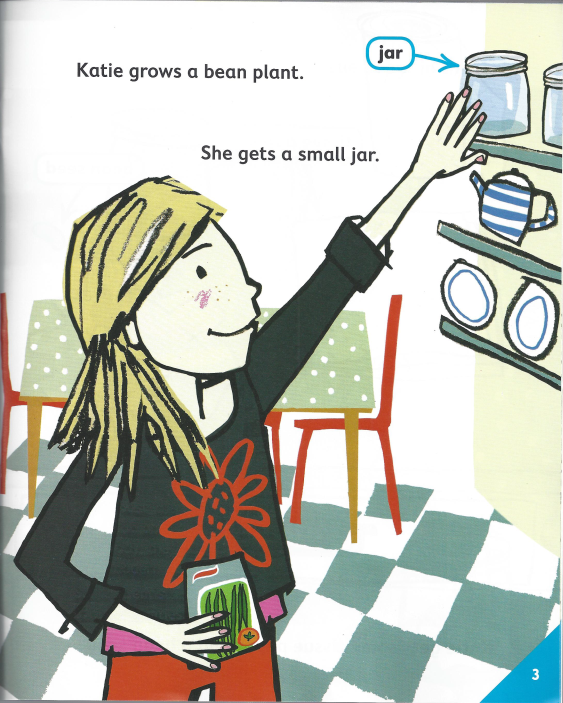 Katie grows a bean plant.
jar
She gets a small jar.
3